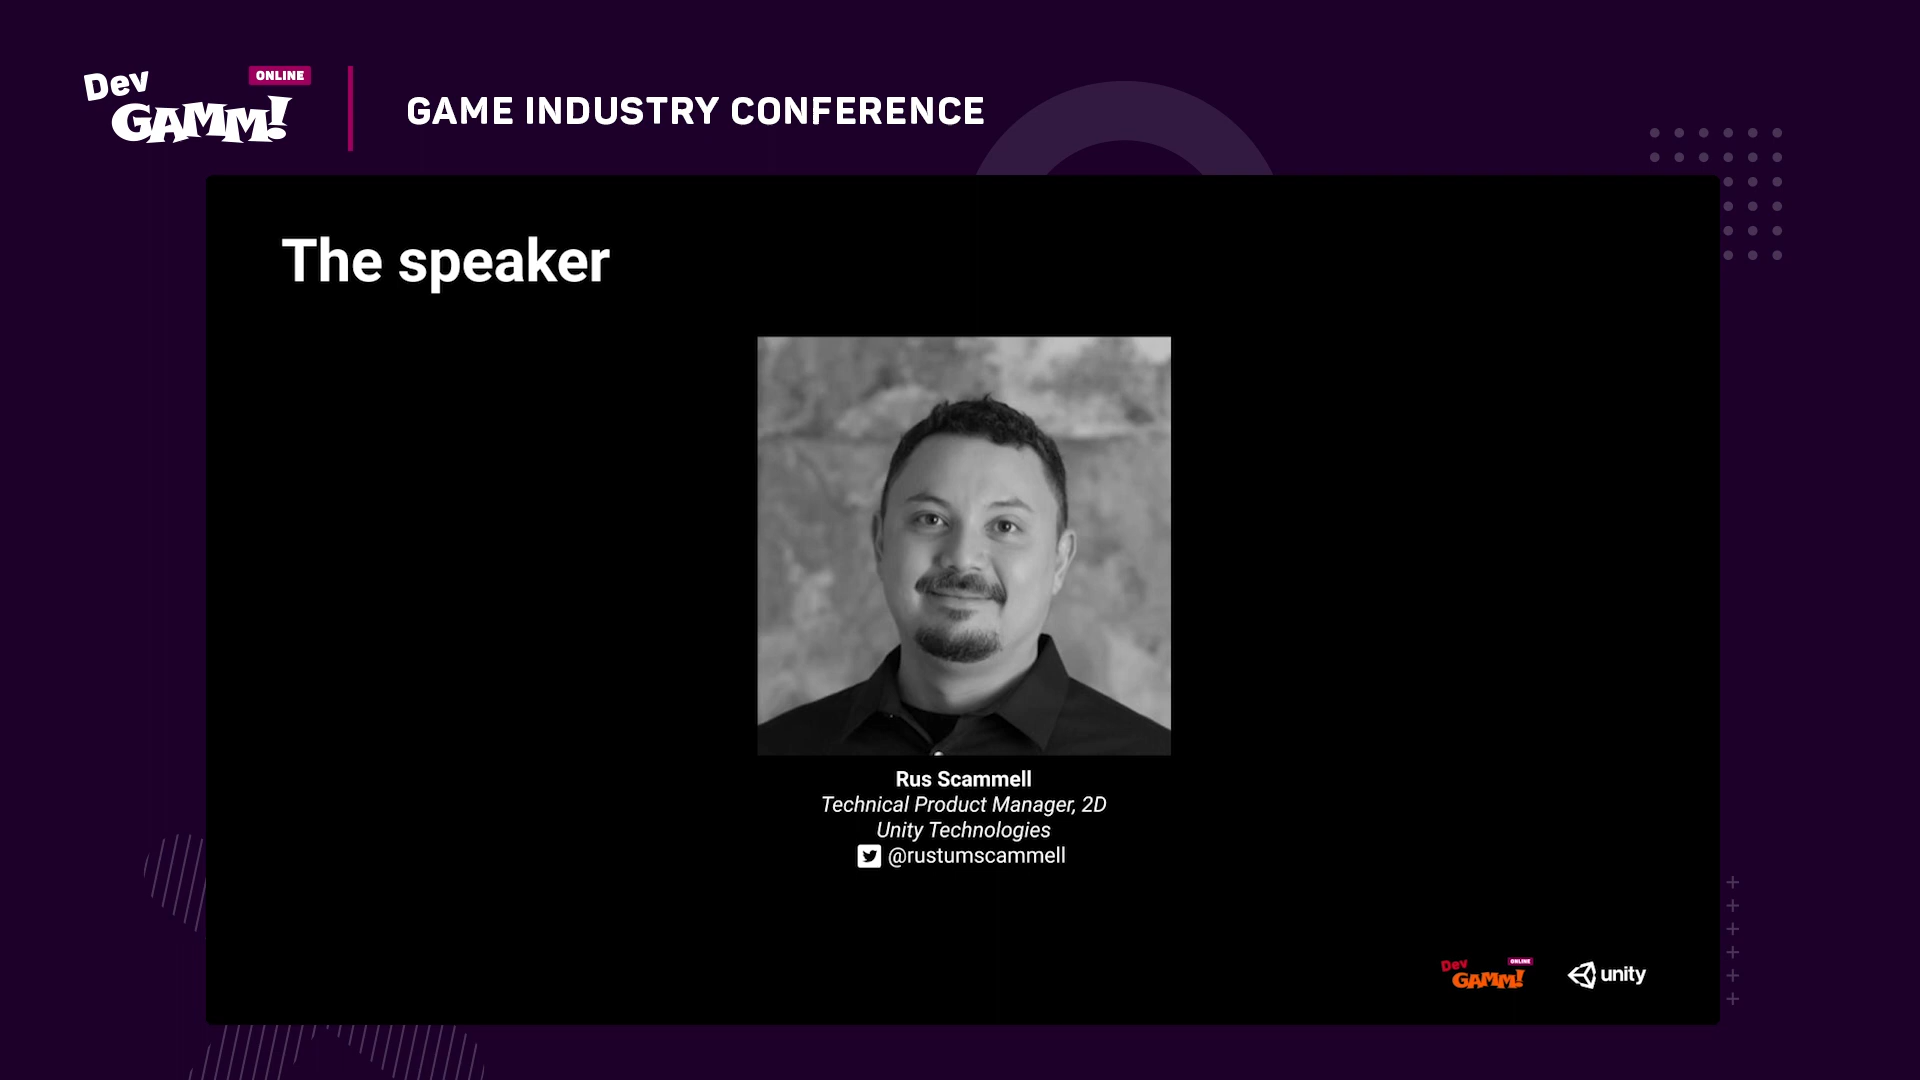 Dev
ONLINE
GAMM!
GAME INDUSTRY CONFERENCE
The speaker
Rus Scammell
Technical Product Manager, 2D
Unity Technologies
@rustumscammell
Dev
ONLINE
GAMM!
unity